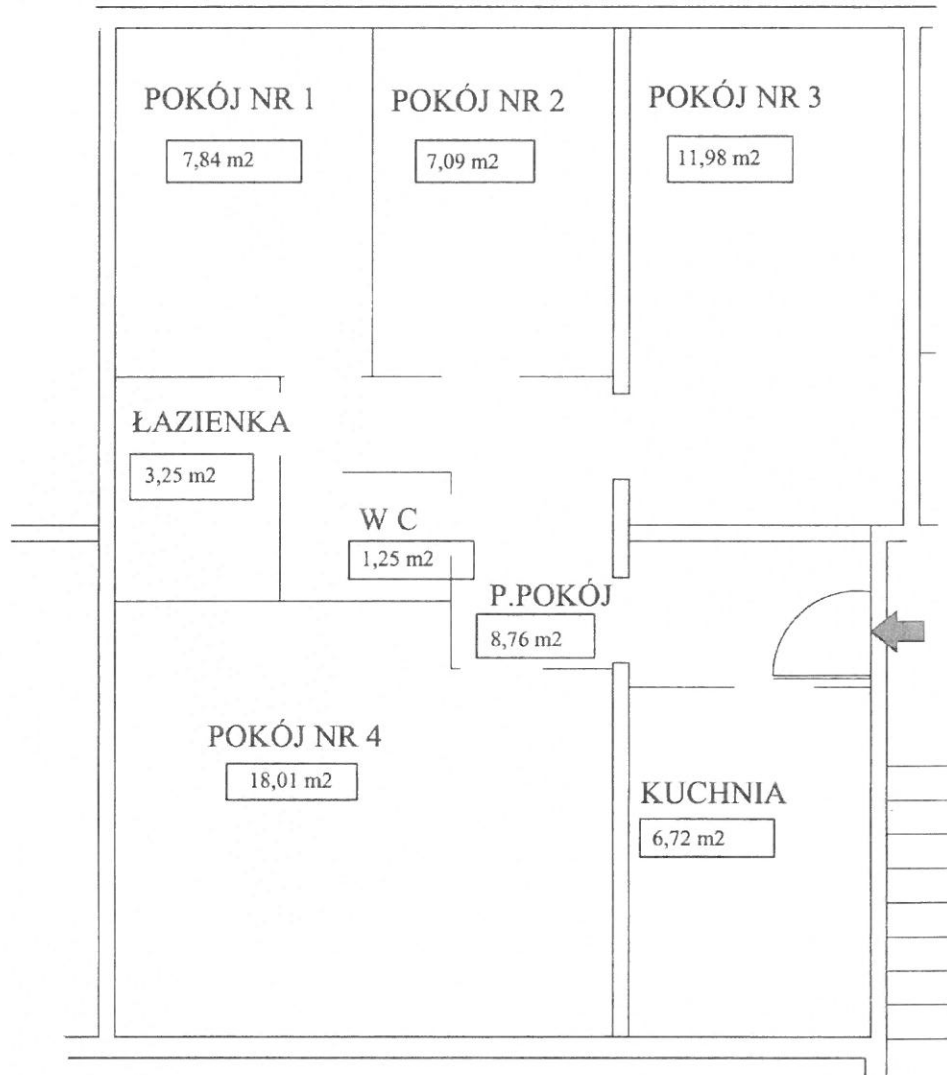 POKÓJ NR 1
7,84 m2
POKÓJ NR 2
7,09 m2
POKÓJ NR 3
11,98 m2
ŁAZIENKA
3,25 m2
W C
1,25 m2
P.POKÓJ
8,76 m2
POKÓJ NR 4
18,01 m2
KUCHNIA
6,72 m2